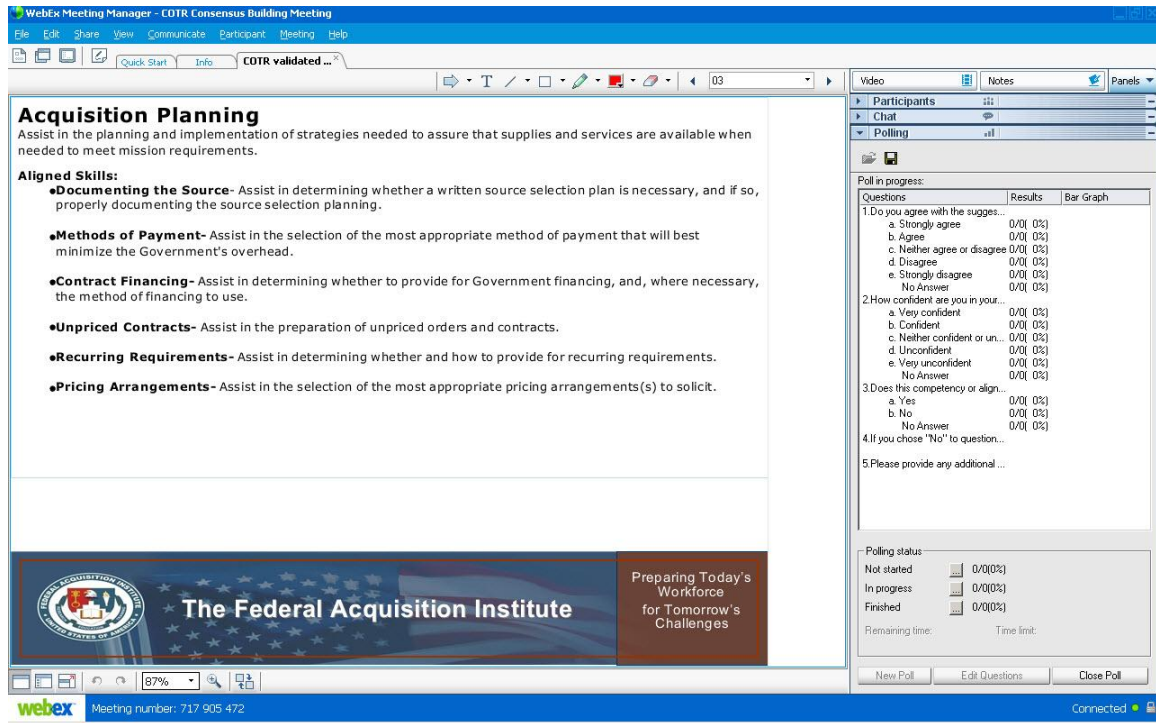 WebEx Meeting Manager - COTR Consensus Building Meeting
File Edit Share View Communicate Participant Meeting Help
Quick Start Info COTR validated ...
T 03
Video Notes Panels
Participants
Chat
Polling
Acquisition Planning
Assist in the planning and implementation of strategies needed to assure that supplies and services are available when
needed to meet mission requirements.
Aligned Skills:
•Documenting the Source- Assist in determining whether a written source selection plan is necessary, and if so,
properly documenting the source selection planning.
•Methods of Payment- Assist in the selection of the most appropriate method of payment that will best
minimize the Government's overhead.
•Contract Financing- Assist in determining whether to provide for Government financing, and, where necessary,
the method of financing to use.
•Unpriced Contracts- Assist in the preparation of unpriced orders and contracts.
•Recurring Requirements- Assist in determining whether and how to provide for recurring requirements.
•Pricing Arrangements- Assist in the selection of the most appropriate pricing arrangements(s) to solicit.
FEDERAL ACQUISITION INSTITUTE
UNITED STATES OF AMERICA
The Federal Acquisition Institute
Preparing Today's
Workforce
for Tomorrow's
Challenges
Poll in progress:
Questions Results Bar Graph
1.Do you agree with the sugges...
a. Strongly agree 0/0( 0%)
b. Agree 0/0( 0%)
c. Neither agree or disagree 0/0( 0%)
d. Disagree 0/0( 0%)
e. Strongly disagree 0/0( 0%)
No Answer 0/0( 0%)
2.How confident are you in your...
a. Very confident 0/0( 0%)
b. Confident 0/0( 0%)
c. Neither confident or un... 0/0( 0%)
d. Unconfident 0/0( 0%)
e. Very unconfident 0/0( 0%)
No Answer 0/0( 0%)
3.Does this competency or align...
a. Yes 0/0( 0%)
b. No 0/0( 0%)
No Answer 0/0( 0%)
4.If you chose "No" to question...
5.Please provide any additional ...
Polling status
Not started ... 0/0(0%)
In progress ... 0/0(0%)
Finished ... 0/0(0%)
Remaining time: Time limit:
New Poll Edit Questions Close Poll
87%
webex Meeting number: 717 905 472 Connected